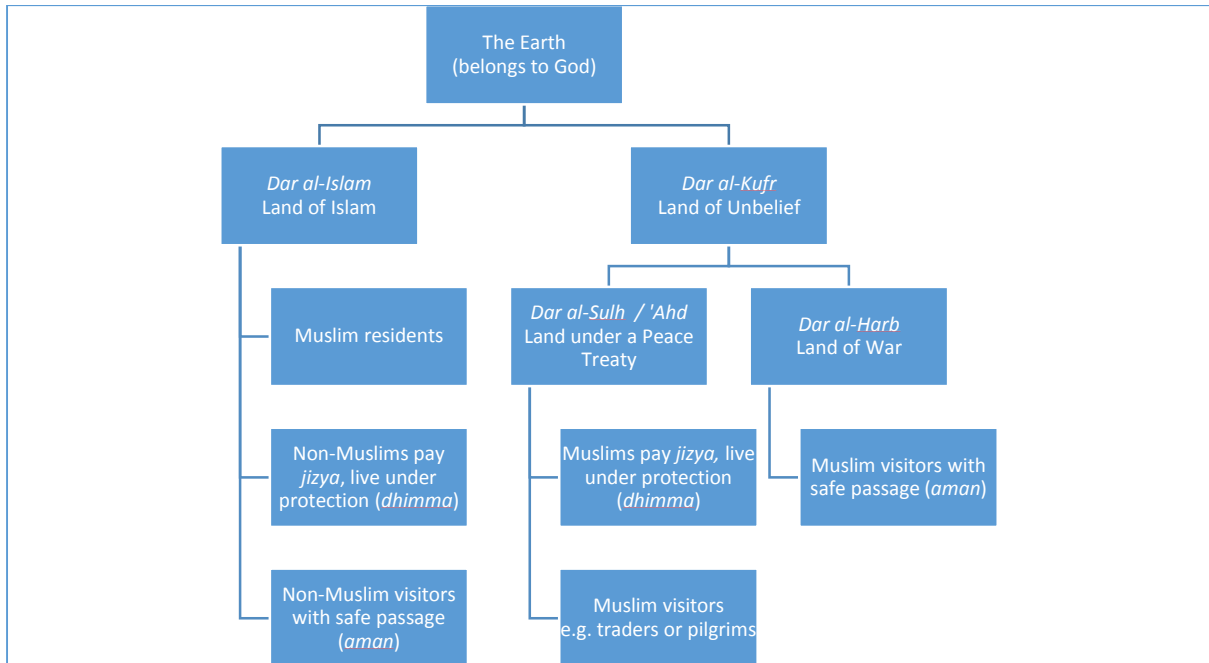 The Earth
(belongs to God)
Dar al-Islam
Land of Islam
Dar al-Kufr
Land of Unbelief
Muslim residents
Dar al-Sulh / 'Ahd
Land under a Peace
Treaty
Dar al-Harb
Land of War
Non-Muslims pay
jizya, live under
protection (dhimma)
Muslims pay jizya, live
under protection
(dhimma)
Muslim visitors with
safe passage (aman)
Non-Muslim visitors
with safe passage
(aman)
Muslim visitors
e.g. traders or pilgrims